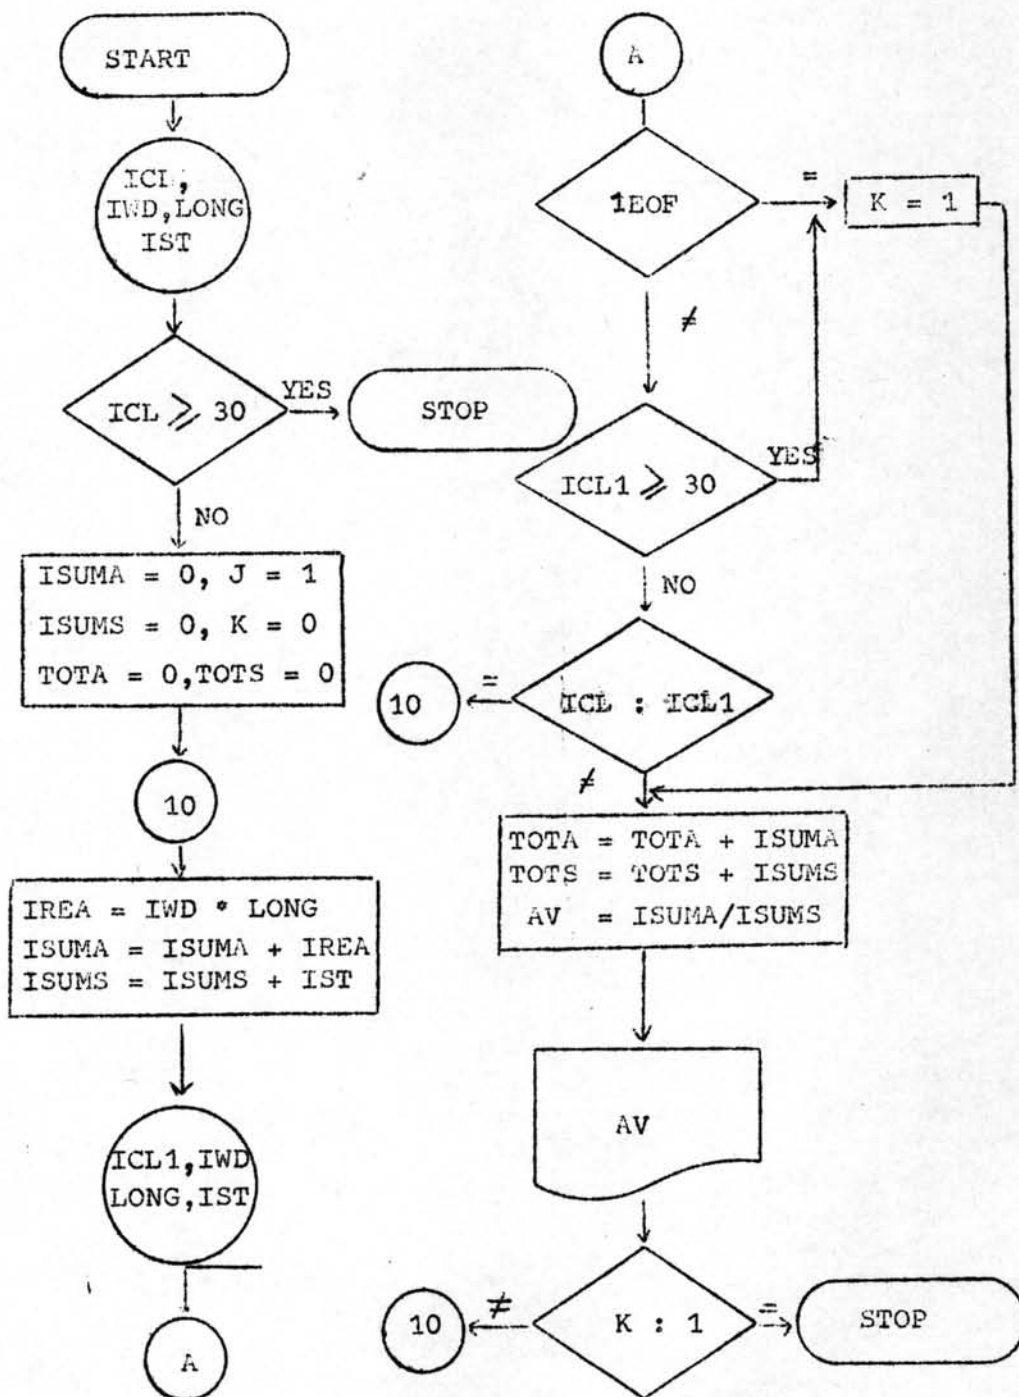 START
ICL,
IWD,LONG
IST
ICL ⩾ 30
YES
STOP
NO
ISUMA = 0, J = 1
ISUMS = 0, K = 0
TOTA = 0,TOTS = 0
10
IREA = IWD * LONG
ISUMA = ISUMA + IREA
ISUMS = ISUMS + IST
ICL1,IWD
LONG,IST
A
A
1EOF
=
K = 1
≠
ICL1 ⩾ 30
YES
NO
ICL : ICL1
=
10
≠
TOTA = TOTA + ISUMA
TOTS = TOTS + ISUMS
AV = ISUMA/ISUMS
AV
K : 1
≠
10
=
STOP